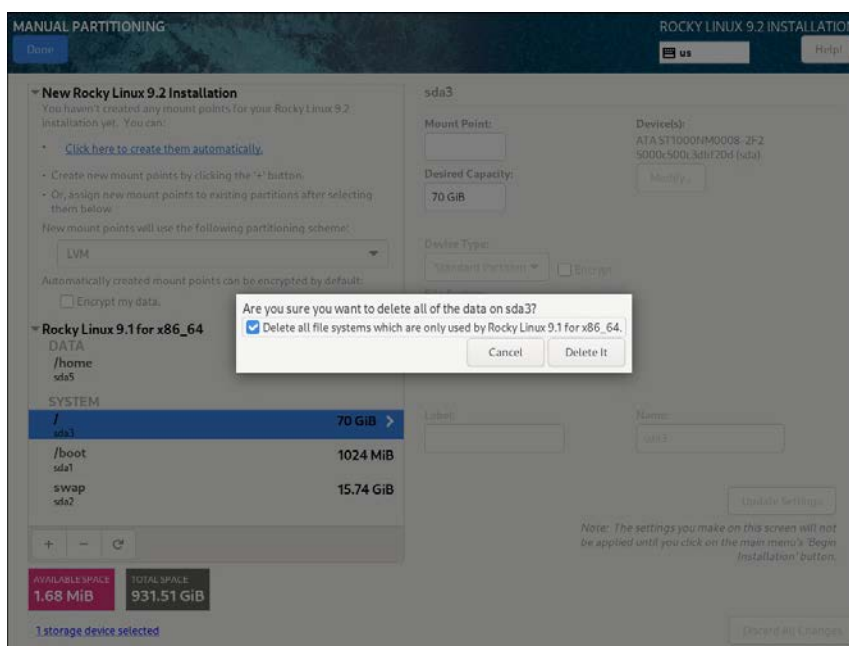 MANUAL PARTITIONING
ROCKY LINUX 9.2 INSTALLATION
Done
us
Help!
New Rocky Linux 9.2 Installation
You haven't created any mount points for your Rocky Linux 9.2
installation yet. You can:
• Click here to create them automatically.
• Create new mount points by clicking the '+' button.
• Or, assign new mount points to existing partitions after selecting
them below.
New mount points will use the following partitioning scheme:
LVM
Automatically created mount points can be encrypted by default:
Encrypt my data.
Rocky Linux 9.1 for x86_64
DATA
/home
sda5
SYSTEM
/
70 GiB
sda3
/boot
1024 MiB
sda1
swap
15.74 GiB
sda2
+ −
AVAILABLE SPACE
1.68 MiB
TOTAL SPACE
931.51 GiB
1 storage device selected
sda3
Mount Point:
Device(s):
ATA ST1000NM0008-2F2
(sda)
Desired Capacity:
Modify...
70 GiB
Device Type:
Standard Partition
Encrypt
Are you sure you want to delete all of the data on sda3?
Delete all file systems which are only used by Rocky Linux 9.1 for x86_64.
Cancel
Delete It
Label:
Name:
sda3
Update Settings
Note: The settings you make on this screen will not
be applied until you click on the main menu's 'Begin
Installation' button.
Discard All Changes